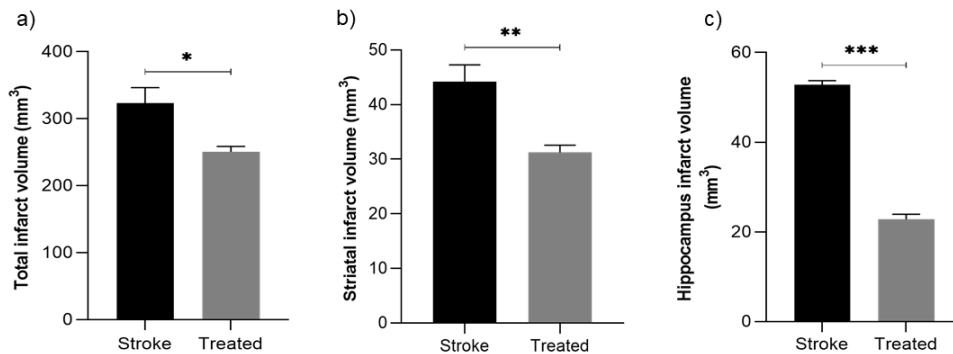 a)
Total infarct volume (mm³)
400
300
200
100
0
*
Stroke Treated
b)
Striatal infarct volume (mm³)
50
40
30
20
10
0
**
Stroke Treated
c)
Hippocampus infarct volume
(mm³)
60
40
20
0
***
Stroke Treated